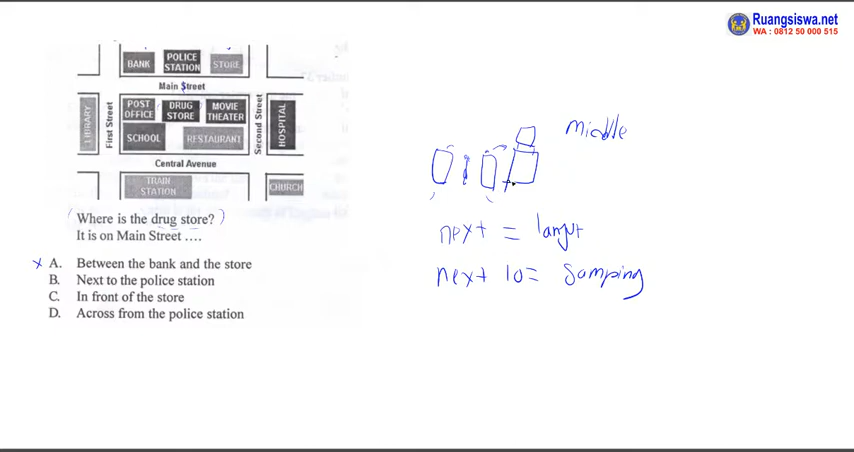 Ruangsiswa.net
WA : 0812 50 000 515
BANK
POLICE STATION
STORE
Main Street
POST OFFICE
DRUG STORE
MOVIE THEATER
LIBRARY
First Street
Second Street
HOSPITAL
SCHOOL
RESTAURANT
Central Avenue
TRAIN STATION
CHURCH
(Where is the drug store?)
It is on Main Street ....
x A. Between the bank and the store
B. Next to the police station
C. In front of the store
D. Across from the police station
middle
next = lanjut
next to = Samping